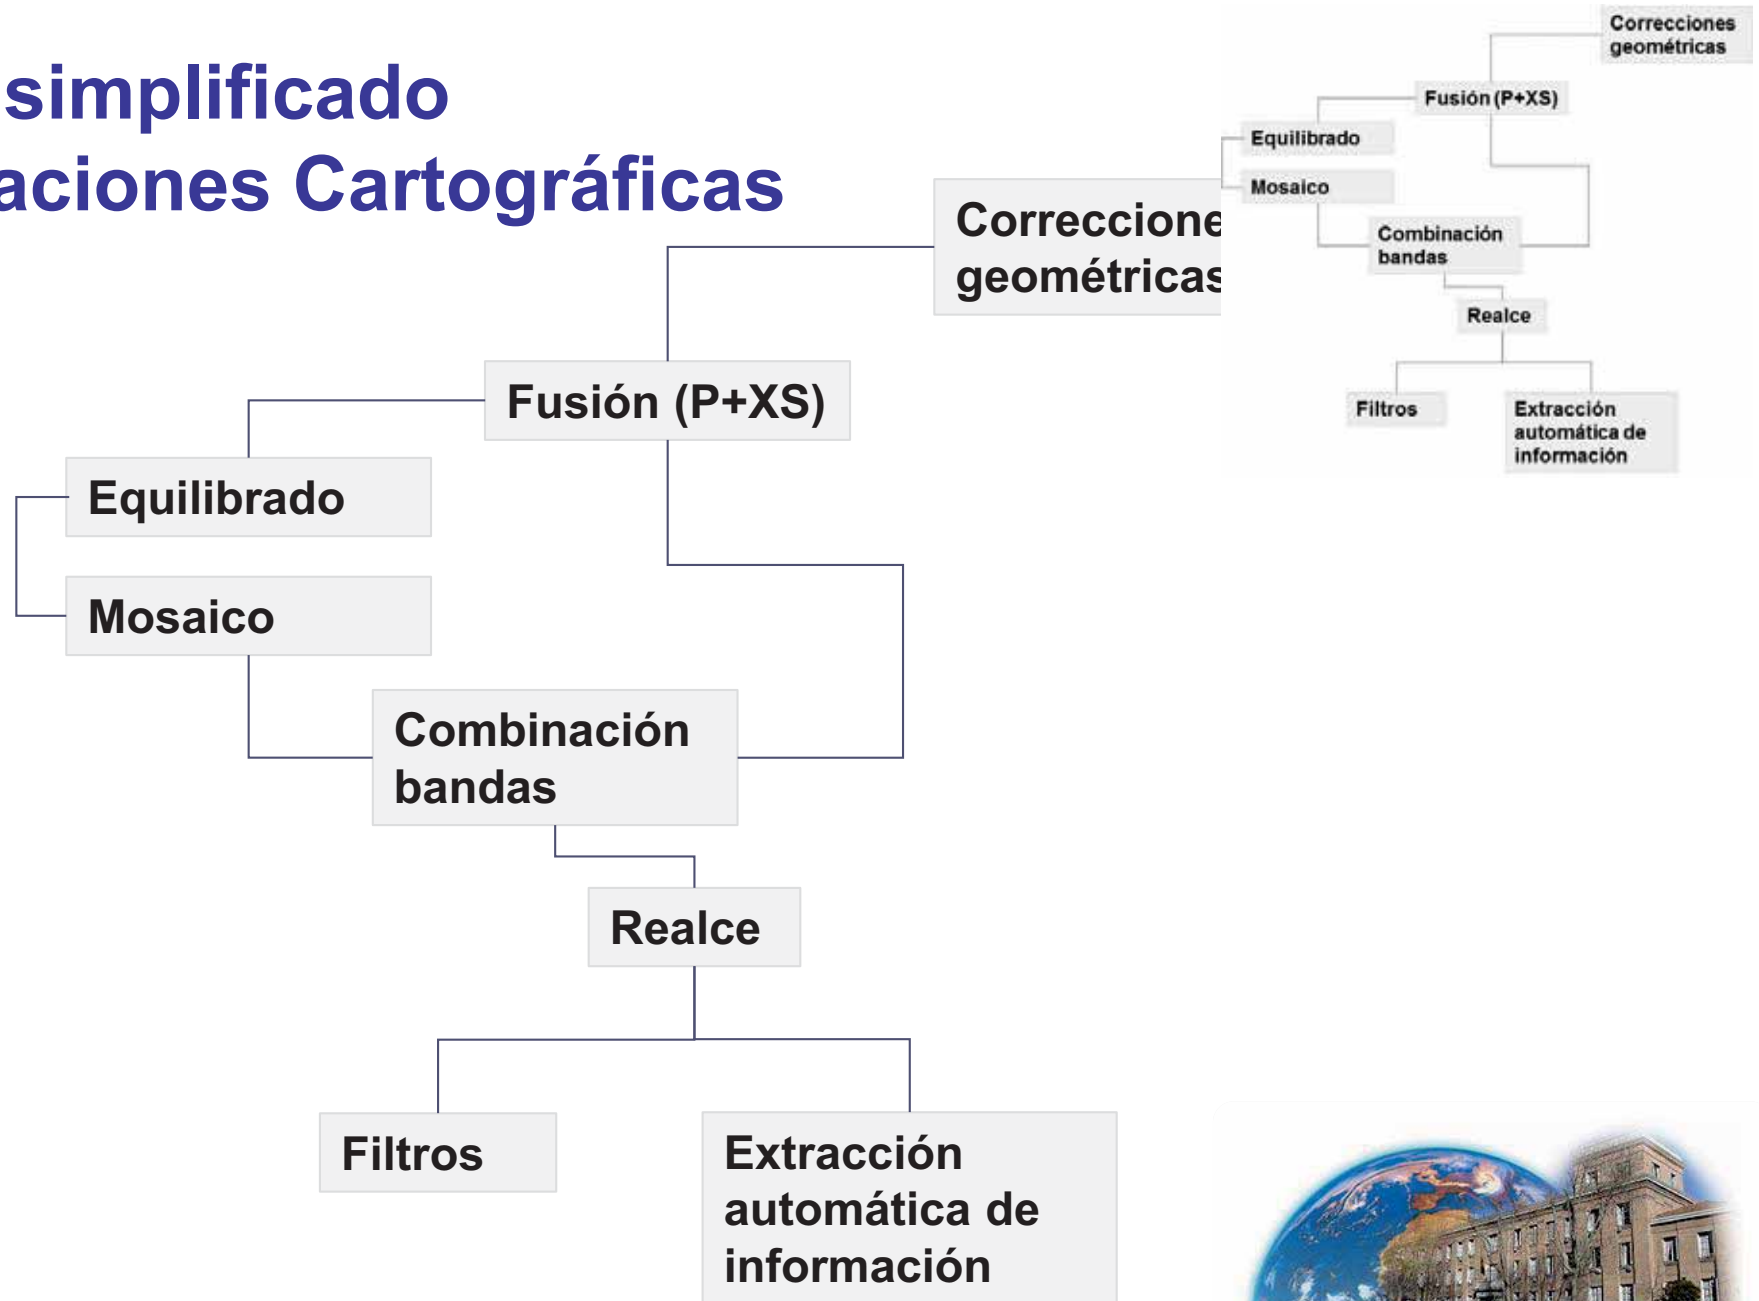 simplificado
aciones Cartográficas
Correccione
geométricas
Fusión (P+XS)
Equilibrado
Mosaico
Combinación
bandas
Realce
Filtros
Extracción
automática de
información
Correcciones
geométricas
Fusión (P+XS)
Equilibrado
Mosaico
Combinación
bandas
Realce
Filtros
Extracción
automática de
información